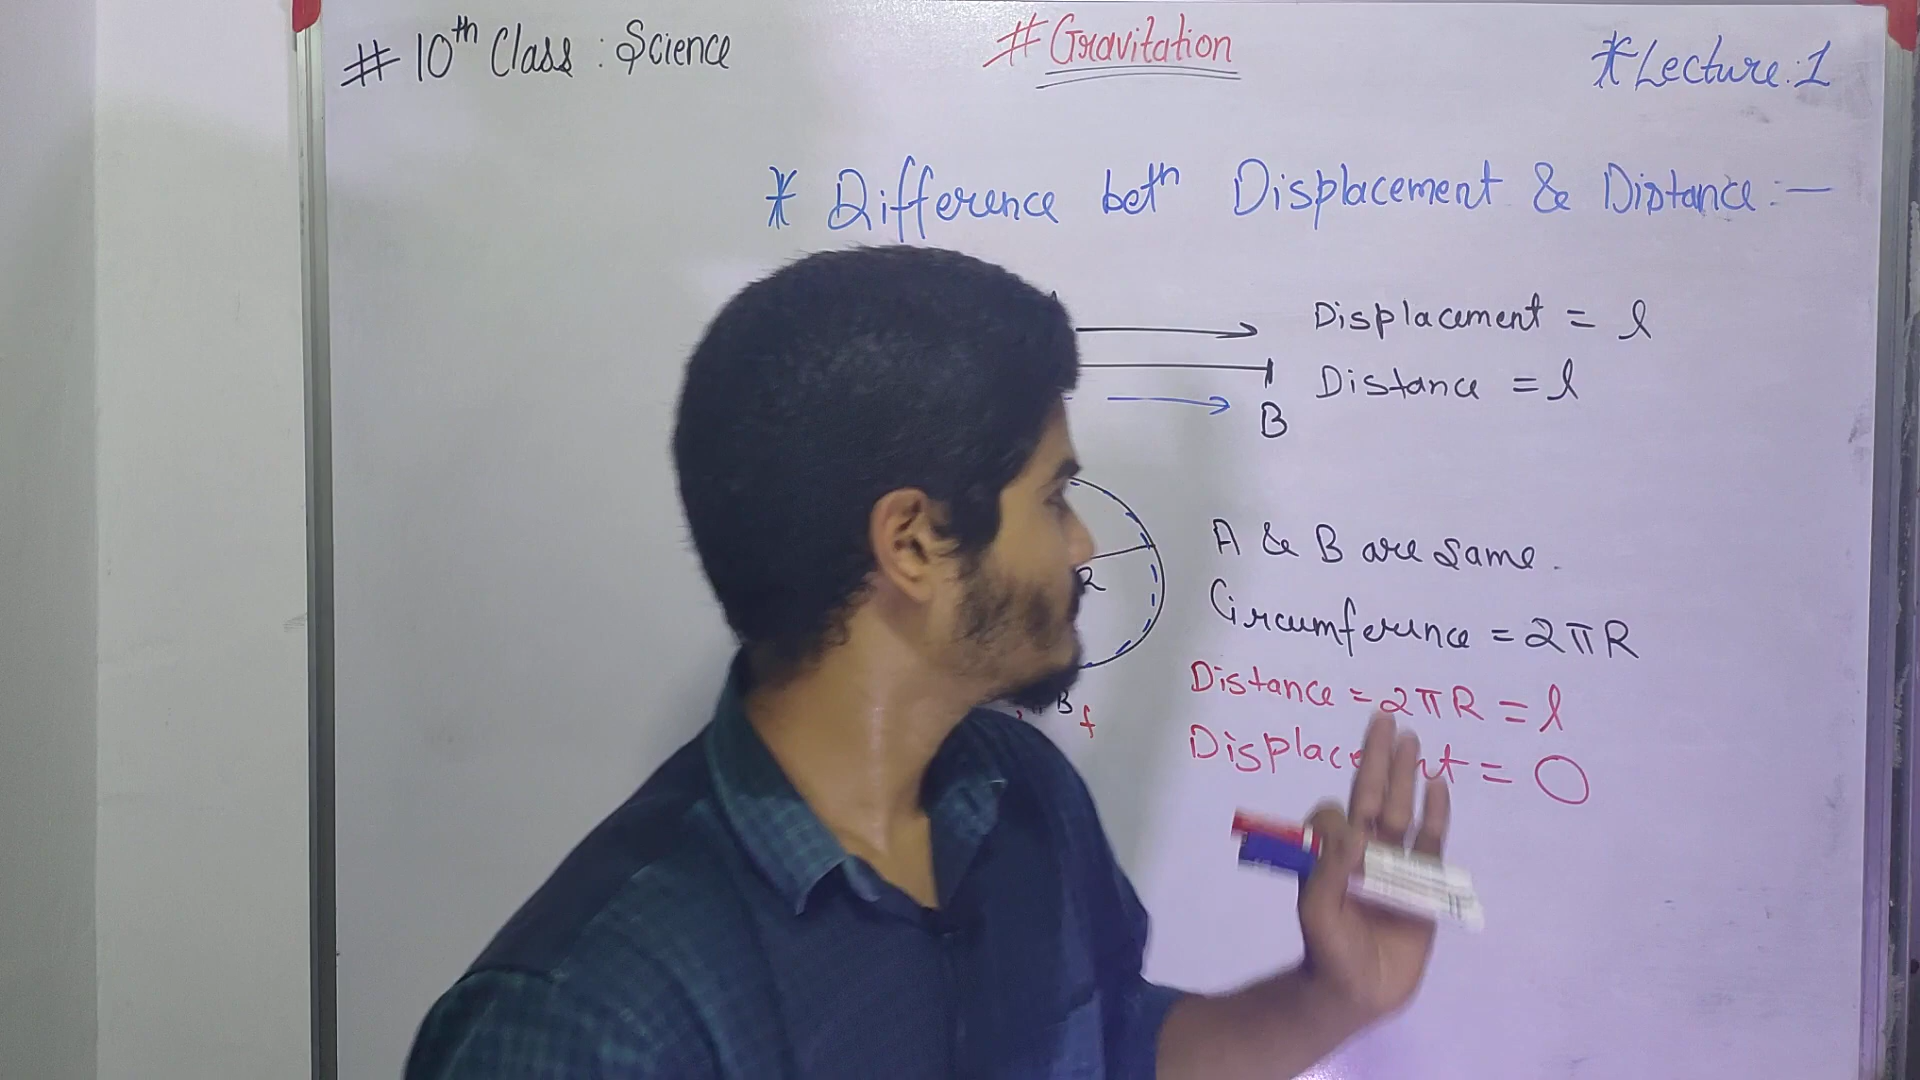 # 10th Class : Science
# Gravitation
* Lecture : 1
* Difference betn Displacement & Distance :-
Displacement = l
Distance = l
B
R
A & B are same.
Circumference = 2πR
Distance = 2πR = l
B
f
= 0